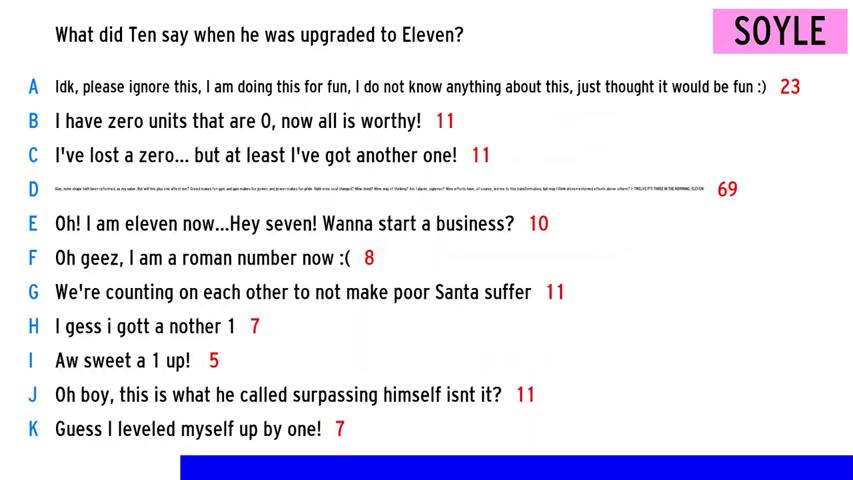 What did Ten say when he was upgraded to Eleven?
SOYLE
A Idk, please ignore this, I am doing this for fun, I do not know anything about this, just thought it would be fun :) 23
B I have zero units that are 0, now all is worthy! 11
C I've lost a zero... but at least I've got another one! 11
D 69
E Oh! I am eleven now...Hey seven! Wanna start a business? 10
F Oh geez, I am a roman number now :( 8
G We're counting on each other to not make poor Santa suffer 11
H I gess i gott a nother 1 7
I Aw sweet a 1 up! 5
J Oh boy, this is what he called surpassing himself isnt it? 11
K Guess I leveled myself up by one! 7